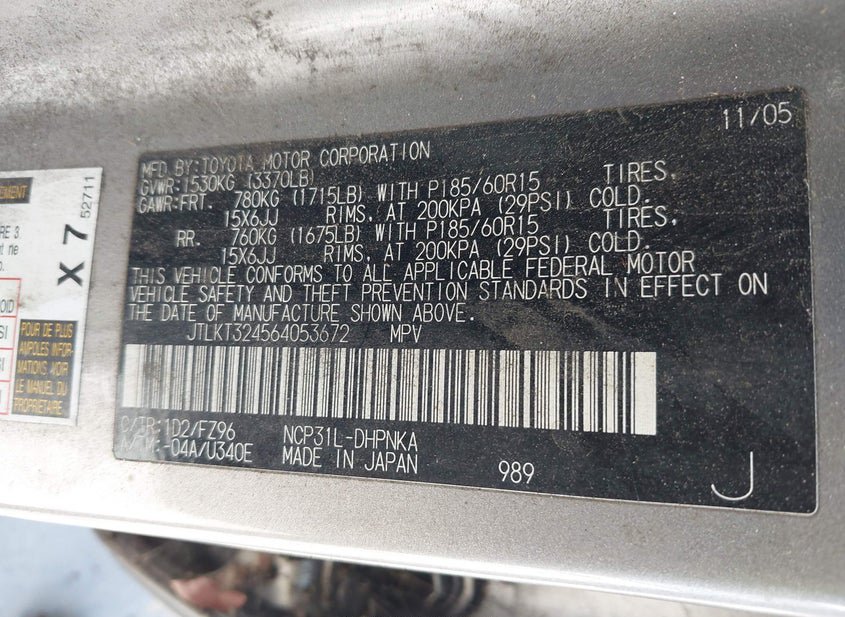 11/05
MFD.BY:TOYOTA MOTOR CORPORATION
GVWR:1530KG (3370LB)
GAWR:FRT. 780KG (1715LB) WITH P185/60R15 TIRES,
15X6JJ RIMS, AT 200KPA (29PSI) COLD.
RR. 760KG (1675LB) WITH P185/60R15 TIRES,
15X6JJ RIMS, AT 200KPA (29PSI) COLD.
THIS VEHICLE CONFORMS TO ALL APPLICABLE FEDERAL MOTOR
VEHICLE SAFETY AND THEFT PREVENTION STANDARDS IN EFFECT ON
THE DATE OF MANUFACTURE SHOWN ABOVE.
JTLKT324564053672 MPV
C/TR:1D2/FZ96 NCP31L-DHPNKA
-04A/U340E MADE IN JAPAN 989
J
X 7
52711
POUR DE PLUS
AMPLES INFOR-
MATIONS, VOIR
LE MANUEL DU
PROPRIÉTAIRE